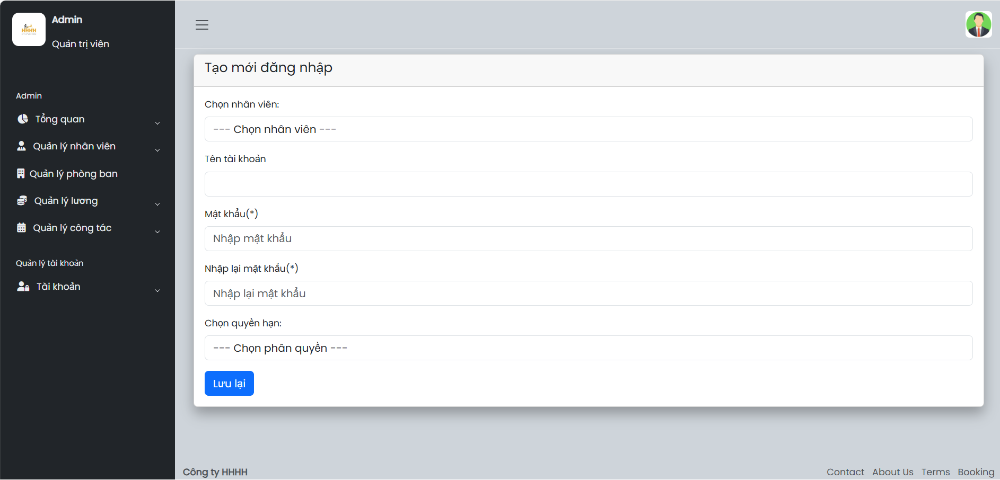 HHHH
Admin
Quản trị viên
Admin
Tổng quan
Quản lý nhân viên
Quản lý phòng ban
Quản lý lương
Quản lý công tác
Quản lý tài khoản
Tài khoản
Tạo mới đăng nhập
Chọn nhân viên:
--- Chọn nhân viên ---
Tên tài khoản
Mật khẩu(*)
Nhập mật khẩu
Nhập lại mật khẩu(*)
Nhập lại mật khẩu
Chọn quyền hạn:
--- Chọn phân quyền ---
Lưu lại
Công ty HHHH
Contact About Us Terms Booking